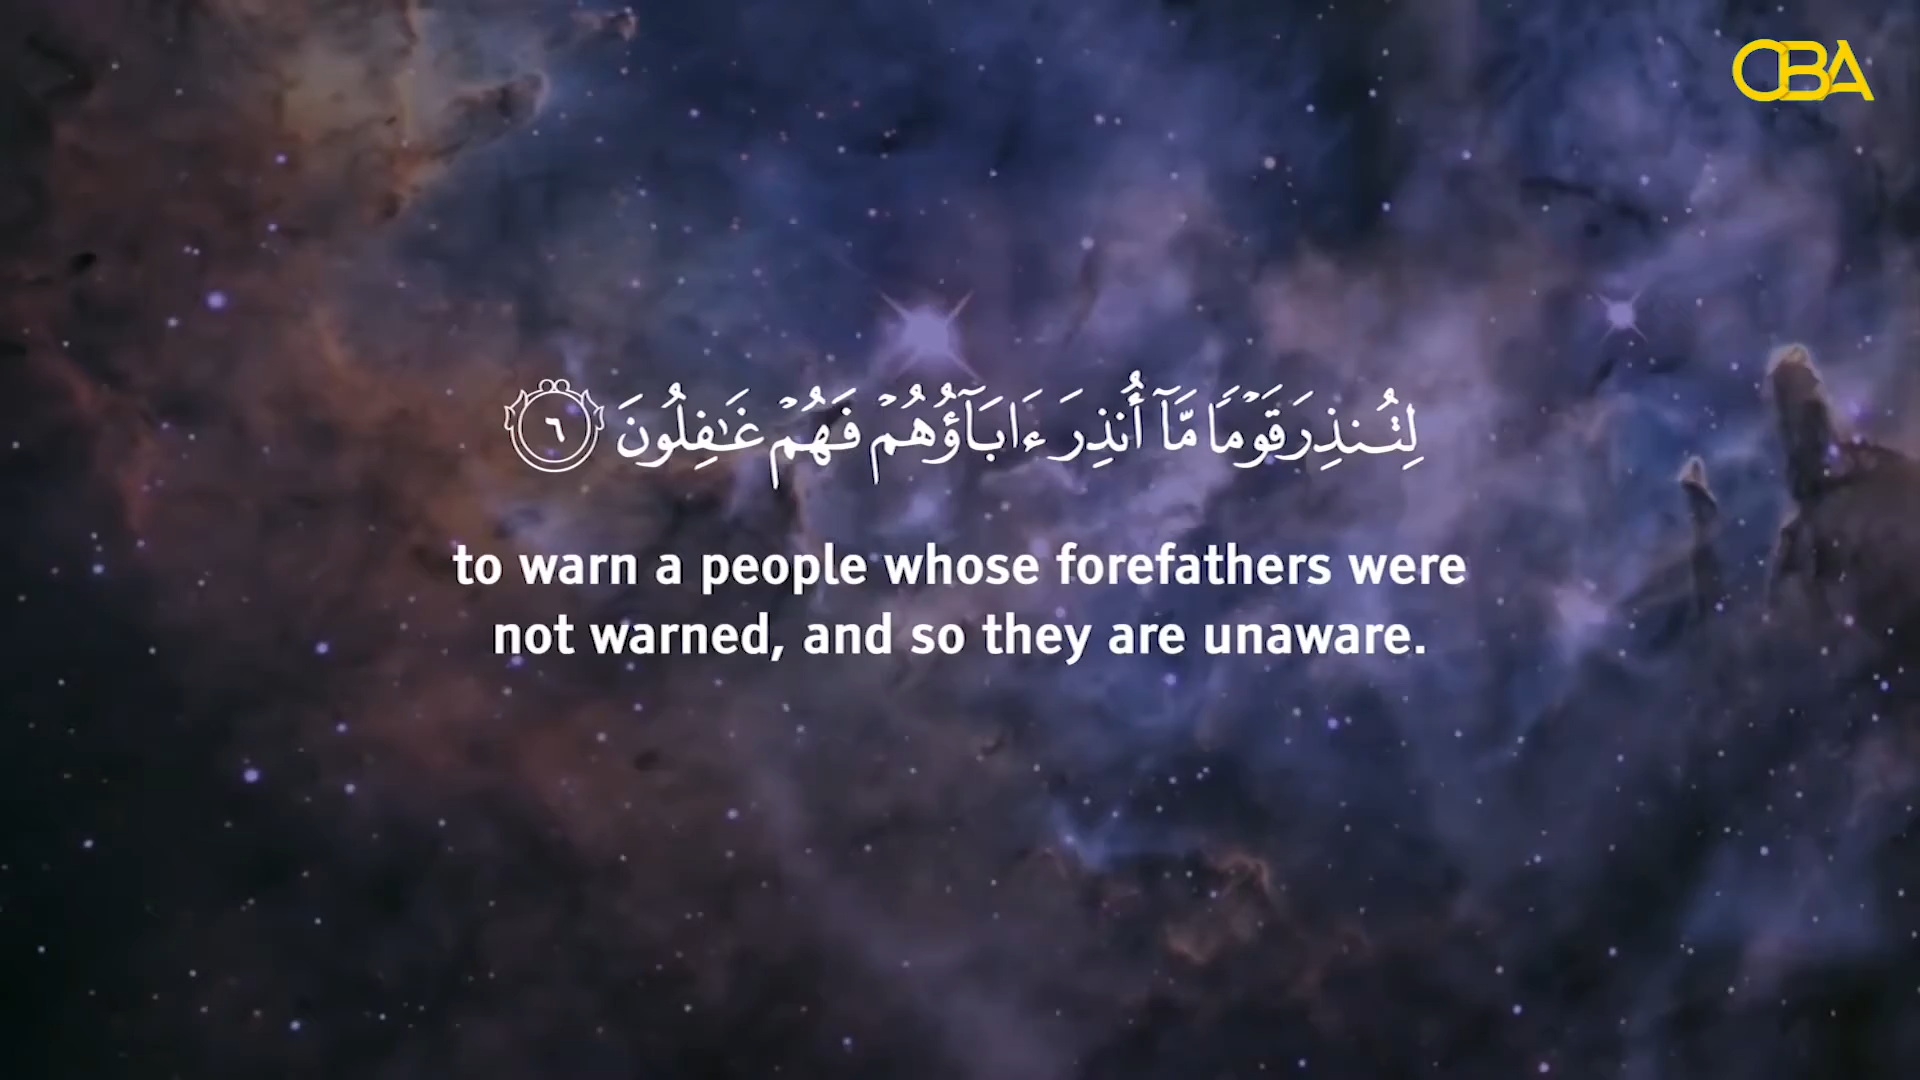 OBA
لِتُنذِرَ قَوْمًا مَّآ أُنذِرَ ءَابَآؤُهُمْ فَهُمْ غَٰفِلُونَ ٦
to warn a people whose forefathers were
not warned, and so they are unaware.